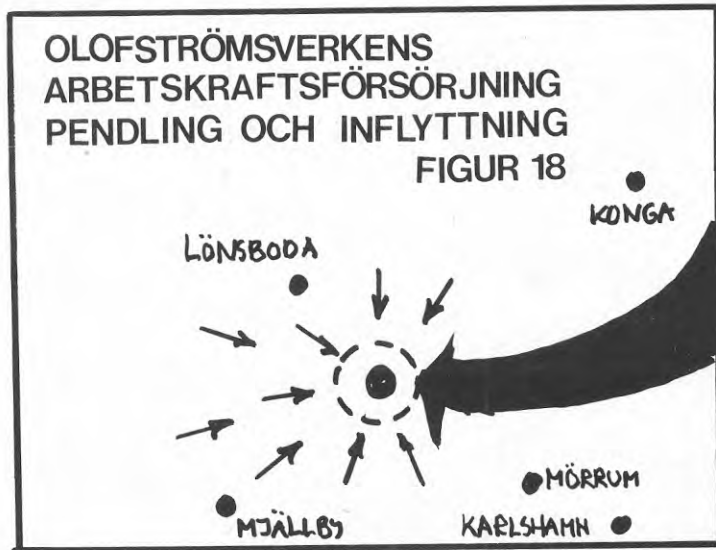 OLOFSTRÖMSVERKENS
ARBETSKRAFTSFÖRSÖRJNING
PENDLING OCH INFLYTTNING
FIGUR 18
KONGA
LÖNSBODA
MÖRRUM
MJÄLLBY
KARLSHAMN